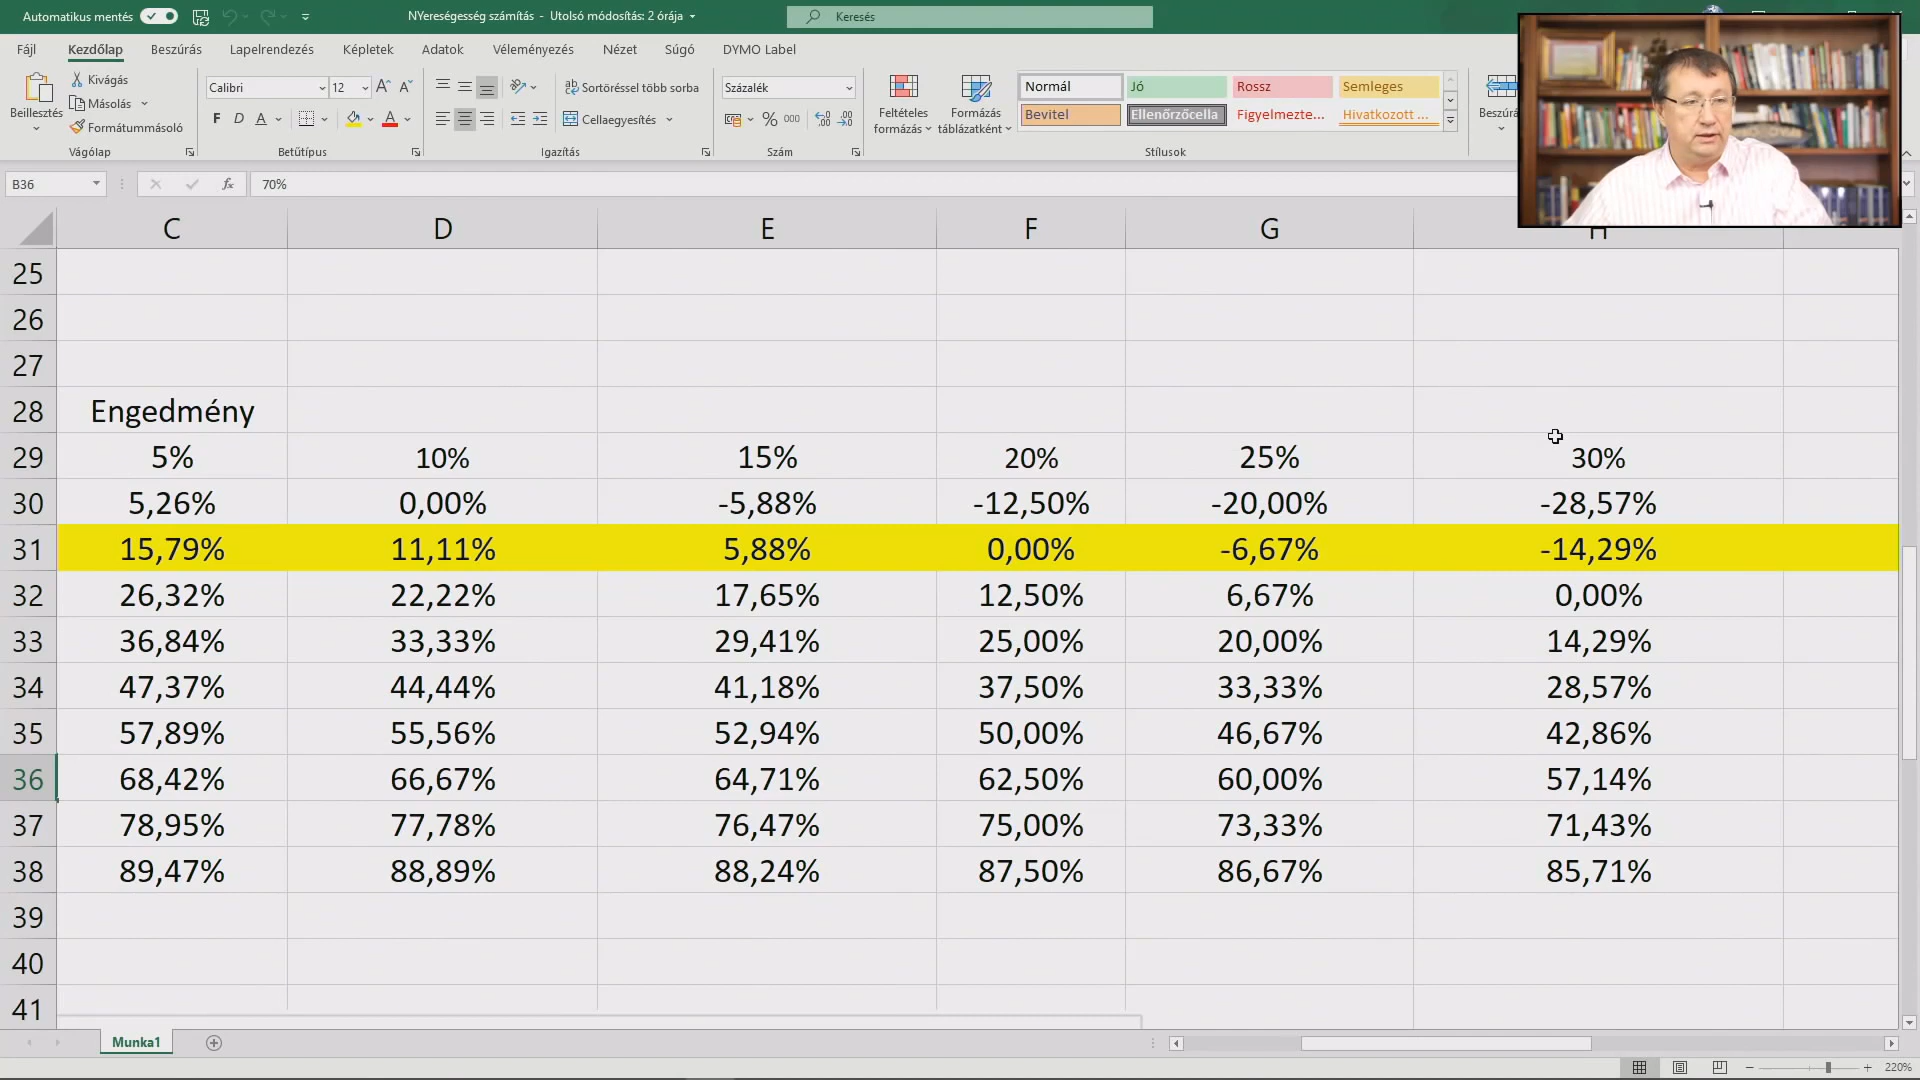 Automatikus mentés
NYereségesség számítás - Utolsó módosítás: 2 órája
Keresés
Fájl Kezdőlap Beszúrás Lapelrendezés Képletek Adatok Véleményezés Nézet Súgó DYMO Label
Beillesztés
Kivágás
Másolás
Formátummásoló
Vágólap
Calibri 12
F D A A
Betűtípus
Sortöréssel több sorba
Cellaegyesítés
Igazítás
Százalék
% 000
Szám
Feltételes formázás
Formázás táblázatként
Normál Jó Rossz Semleges
Bevitel Ellenőrzőcella Figyelmezte... Hivatkozott ...
Stílusok
Beszúrá
B36 fx 70%
C D E F G H
25
26
27
28 Engedmény
29 5% 10% 15% 20% 25% 30%
30 5,26% 0,00% -5,88% -12,50% -20,00% -28,57%
31 15,79% 11,11% 5,88% 0,00% -6,67% -14,29%
32 26,32% 22,22% 17,65% 12,50% 6,67% 0,00%
33 36,84% 33,33% 29,41% 25,00% 20,00% 14,29%
34 47,37% 44,44% 41,18% 37,50% 33,33% 28,57%
35 57,89% 55,56% 52,94% 50,00% 46,67% 42,86%
36 68,42% 66,67% 64,71% 62,50% 60,00% 57,14%
37 78,95% 77,78% 76,47% 75,00% 73,33% 71,43%
38 89,47% 88,89% 88,24% 87,50% 86,67% 85,71%
39
40
41
Munka1
220%